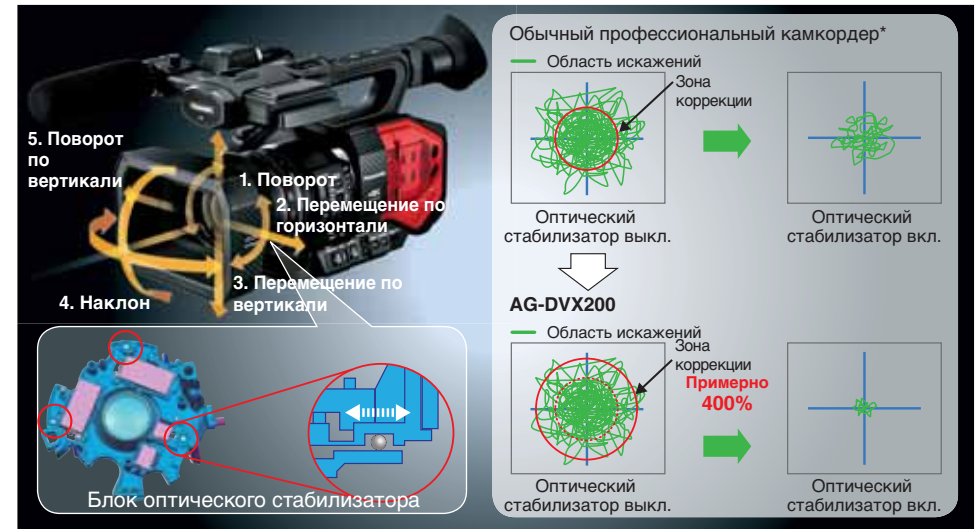 5. Поворот
по
вертикали
1. Поворот
2. Перемещение по
горизонтали
3. Перемещение по
вертикали
4. Наклон
Блок оптического стабилизатора
Обычный профессиональный камкордер*
Область искажений
Зона
коррекции
Оптический
стабилизатор выкл.
Оптический
стабилизатор вкл.
AG-DVX200
Область искажений
Зона
коррекции
Примерно
400%
Оптический
стабилизатор выкл.
Оптический
стабилизатор вкл.